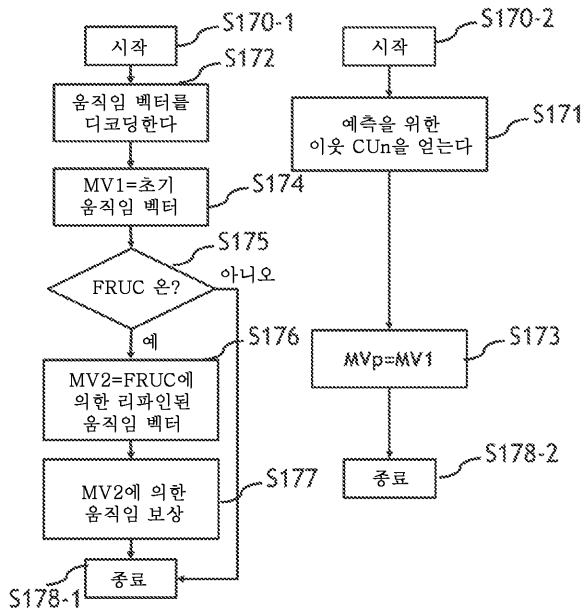 S170-1
시작
S172
움직임 벡터를
디코딩한다
MV1=초기
움직임 벡터
S174
S175
FRUC 온?
아니오
예
S176
MV2=FRUC에
의한 리파인된
움직임 벡터
MV2에 의한
움직임 보상
S177
종료
S178-1
S170-2
시작
S171
예측을 위한
이웃 CUn을 얻는다
S173
MVp=MV1
S178-2
종료